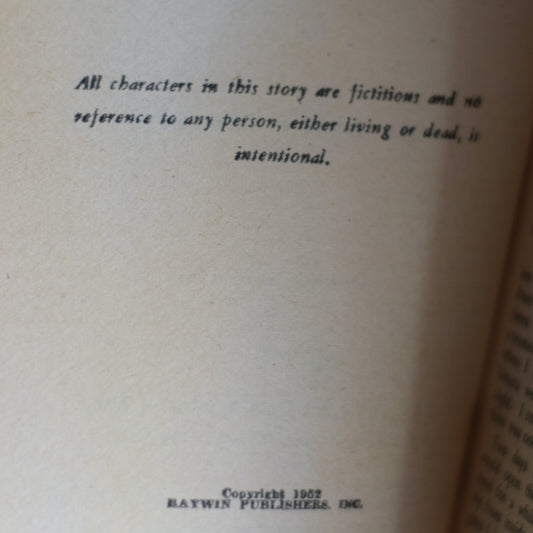 All characters in this story are fictitious and no
reference to any person, either living or dead, is
intentional.
Copyright 1952
BAYWIN PUBLISHERS. INC.